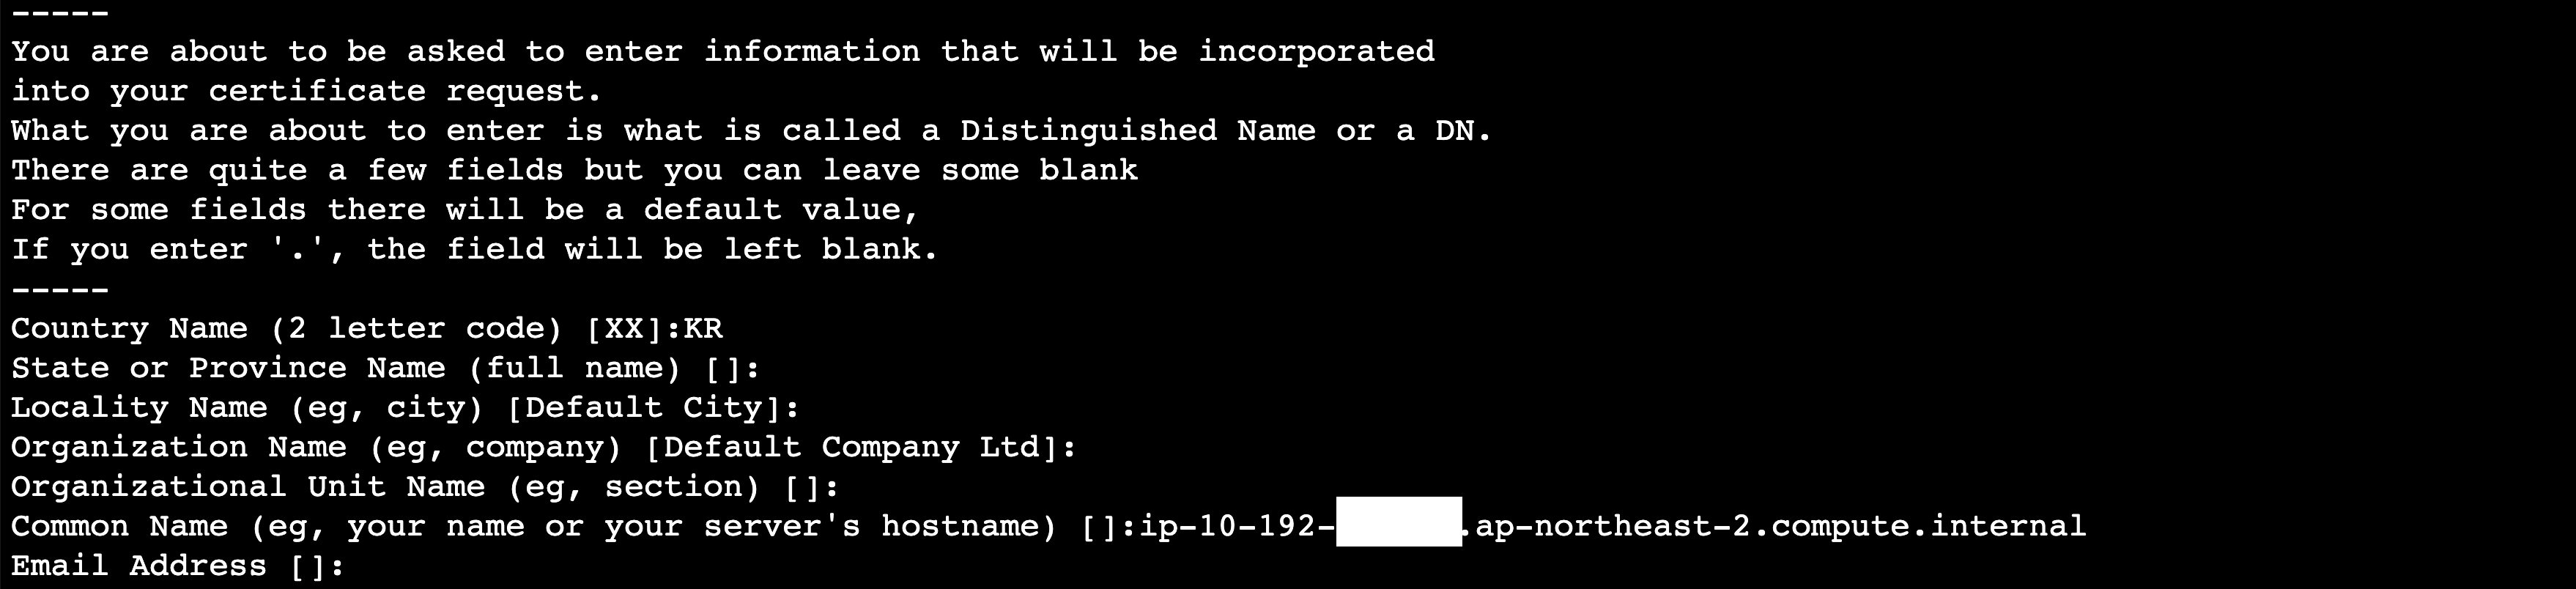 -----
You are about to be asked to enter information that will be incorporated
into your certificate request.
What you are about to enter is what is called a Distinguished Name or a DN.
There are quite a few fields but you can leave some blank
For some fields there will be a default value,
If you enter '.', the field will be left blank.
-----
Country Name (2 letter code) [XX]:KR
State or Province Name (full name) []:
Locality Name (eg, city) [Default City]:
Organization Name (eg, company) [Default Company Ltd]:
Organizational Unit Name (eg, section) []:
Common Name (eg, your name or your server's hostname) []:ip-10-192- .ap-northeast-2.compute.internal
Email Address []: